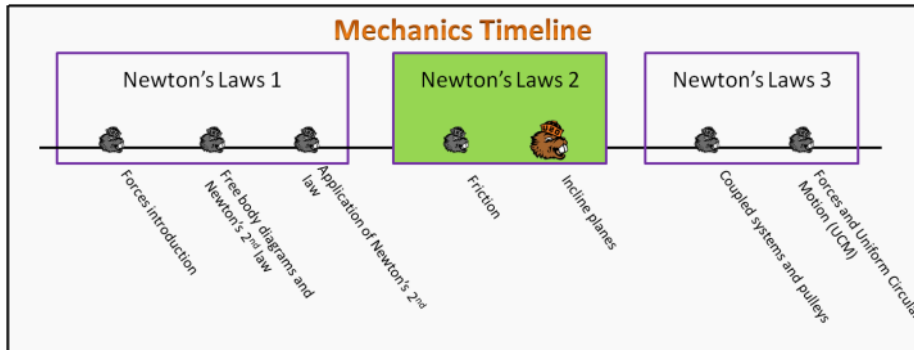 Mechanics Timeline
Newton's Laws 1
Newton's Laws 2
Newton's Laws 3
Forces introduction
Free body diagrams and
Newton's 2nd law
Application of Newton's 2nd
law
Friction
Incline planes
Coupled systems and pulleys
Forces and Uniform Circular
Motion (UCM)